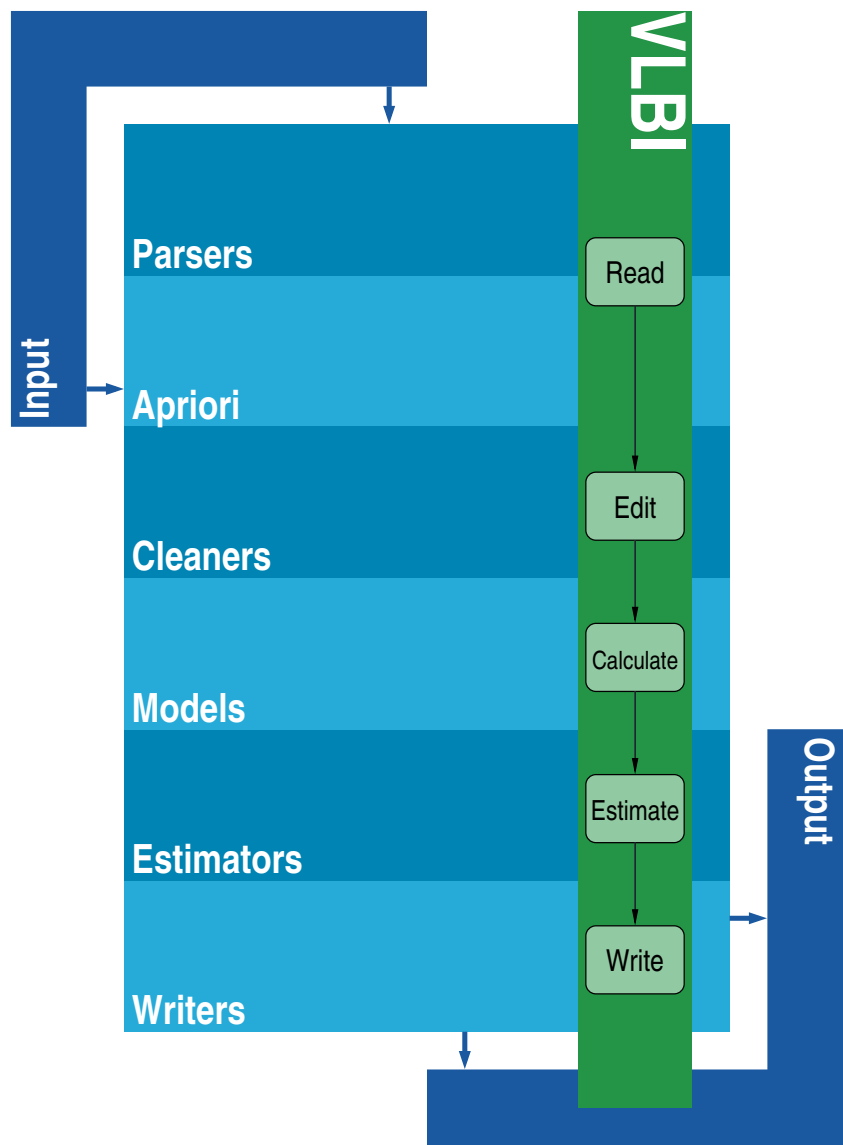 VLBI
Parsers
Read
Input
Apriori
Edit
Cleaners
Calculate
Models
Output
Estimate
Estimators
Write
Writers